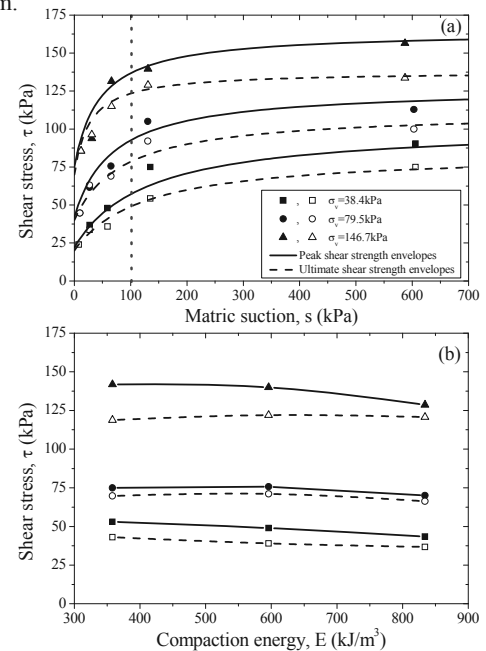 m.
(a)
175
150
125
100
75
50
25
0
Shear stress, τ (kPa)
■ , □ σv=38.4kPa
● , ○ σv=79.5kPa
▲ , △ σv=146.7kPa
Peak shear strength envelopes
Ultimate shear strength envelopes
0 100 200 300 400 500 600 700
Matric suction, s (kPa)
(b)
175
150
125
100
75
50
25
0
Shear stress, τ (kPa)
300 400 500 600 700 800 900
Compaction energy, E (kJ/m³)